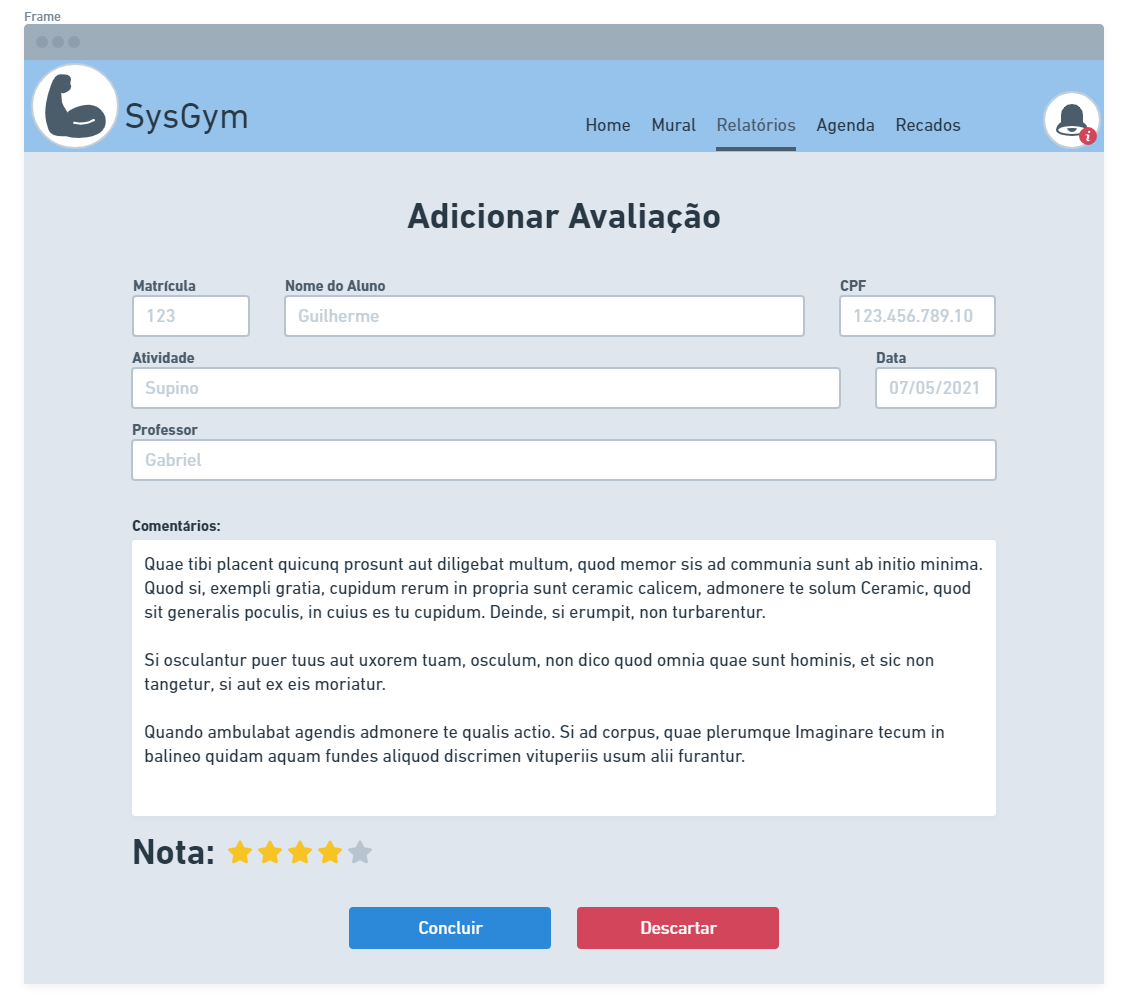 Frame
SysGym
Home Mural Relatórios Agenda Recados
i
Adicionar Avaliação
Matrícula Nome do Aluno CPF
123 Guilherme 123.456.789.10
Atividade Data
Supino 07/05/2021
Professor
Gabriel
Comentários:
Quae tibi placent quicunq prosunt aut diligebat multum, quod memor sis ad communia sunt ab initio minima.
Quod si, exempli gratia, cupidum rerum in propria sunt ceramic calicem, admonere te solum Ceramic, quod
sit generalis poculis, in cuius es tu cupidum. Deinde, si erumpit, non turbarentur.
Si osculantur puer tuus aut uxorem tuam, osculum, non dico quod omnia quae sunt hominis, et sic non
tangetur, si aut ex eis moriatur.
Quando ambulabat agendis admonere te qualis actio. Si ad corpus, quae plerumque Imaginare tecum in
balineo quidam aquam fundes aliquod discrimen vituperiis usum alii furantur.
Nota:
Concluir Descartar